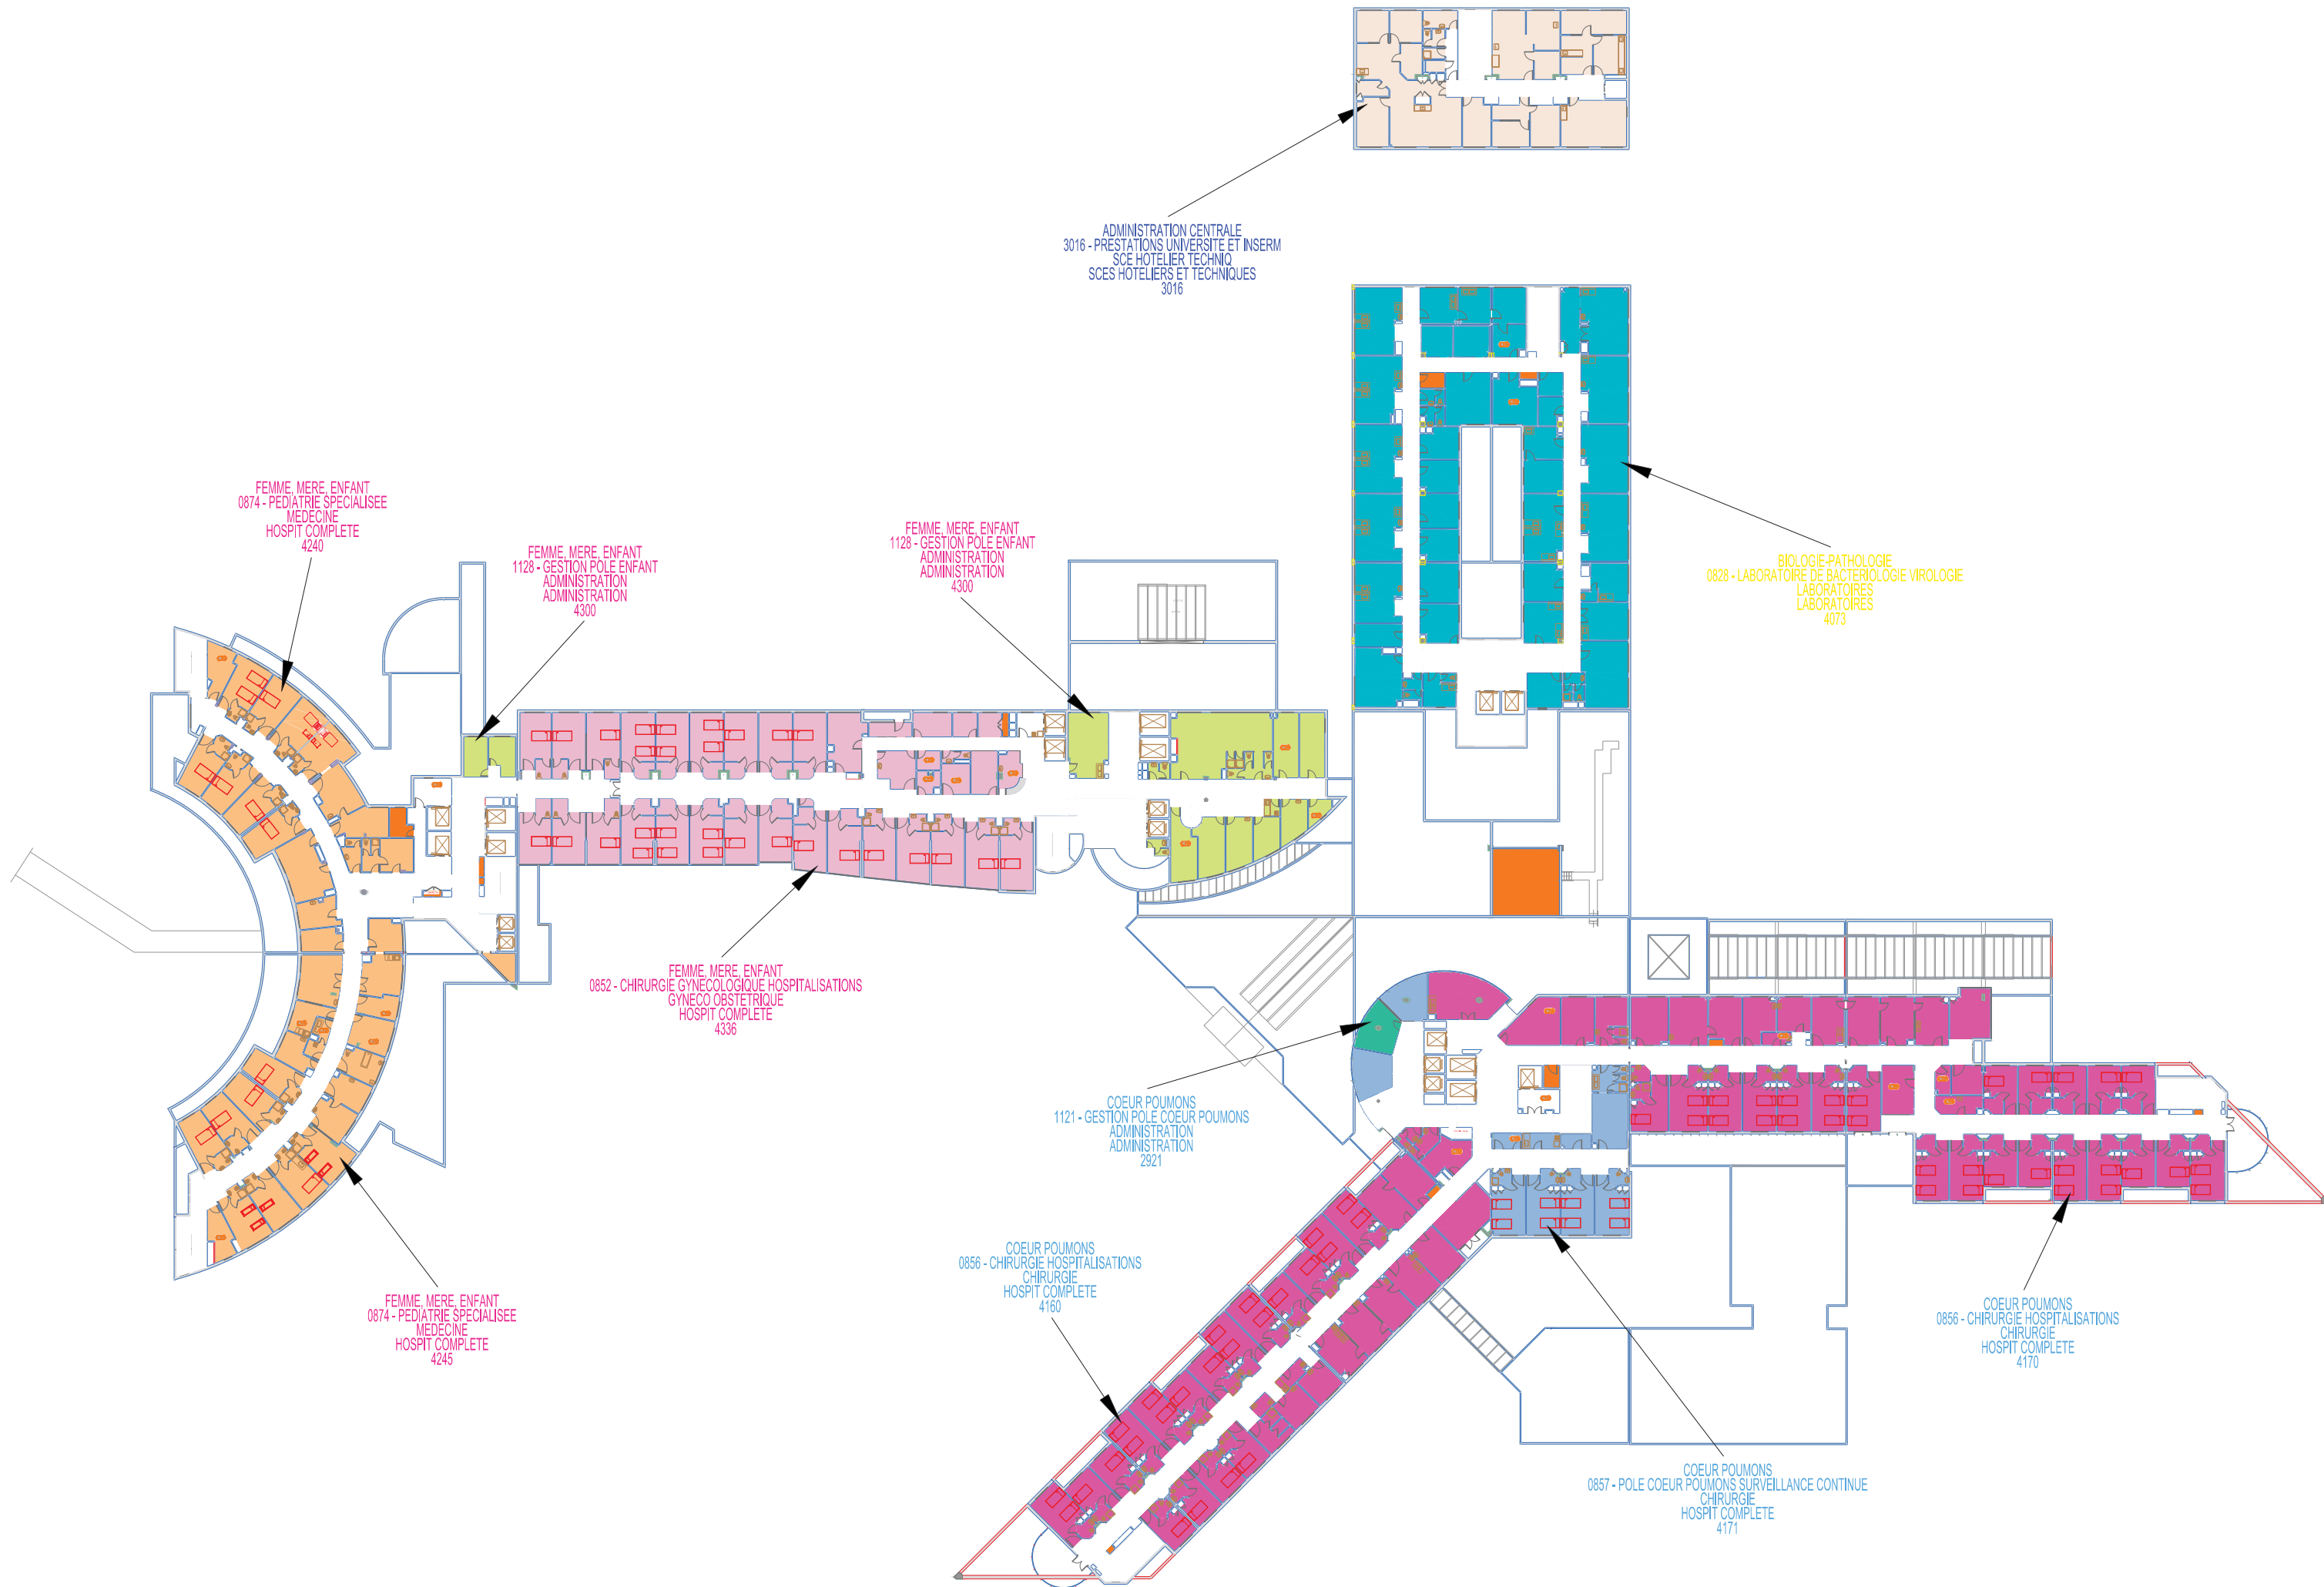 ADMINISTRATION CENTRALE
3016 - PRESTATIONS UNIVERSITE ET INSERM
SCE HOTELIER TECHNIQ
SCES HOTELIERS ET TECHNIQUES
3016
FEMME, MERE, ENFANT
0874 - PEDIATRIE SPECIALISEE
MEDECINE
HOSPIT COMPLETE
4240
FEMME, MERE, ENFANT
1128 - GESTION POLE ENFANT
ADMINISTRATION
ADMINISTRATION
4300
FEMME, MERE, ENFANT
1128 - GESTION POLE ENFANT
ADMINISTRATION
ADMINISTRATION
4300
BIOLOGIE-PATHOLOGIE
0828 - LABORATOIRE DE BACTERIOLOGIE VIROLOGIE
LABORATOIRES
LABORATOIRES
4073
FEMME, MERE, ENFANT
0852 - CHIRURGIE GYNECOLOGIQUE HOSPITALISATIONS
GYNECO OBSTETRIQUE
HOSPIT COMPLETE
4336
COEUR POUMONS
1121 - GESTION POLE COEUR POUMONS
ADMINISTRATION
ADMINISTRATION
2921
COEUR POUMONS
0856 - CHIRURGIE HOSPITALISATIONS
CHIRURGIE
HOSPIT COMPLETE
4160
FEMME, MERE, ENFANT
0874 - PEDIATRIE SPECIALISEE
MEDECINE
HOSPIT COMPLETE
4245
COEUR POUMONS
0856 - CHIRURGIE HOSPITALISATIONS
CHIRURGIE
HOSPIT COMPLETE
4170
COEUR POUMONS
0857 - POLE COEUR POUMONS SURVEILLANCE CONTINUE
CHIRURGIE
HOSPIT COMPLETE
4171